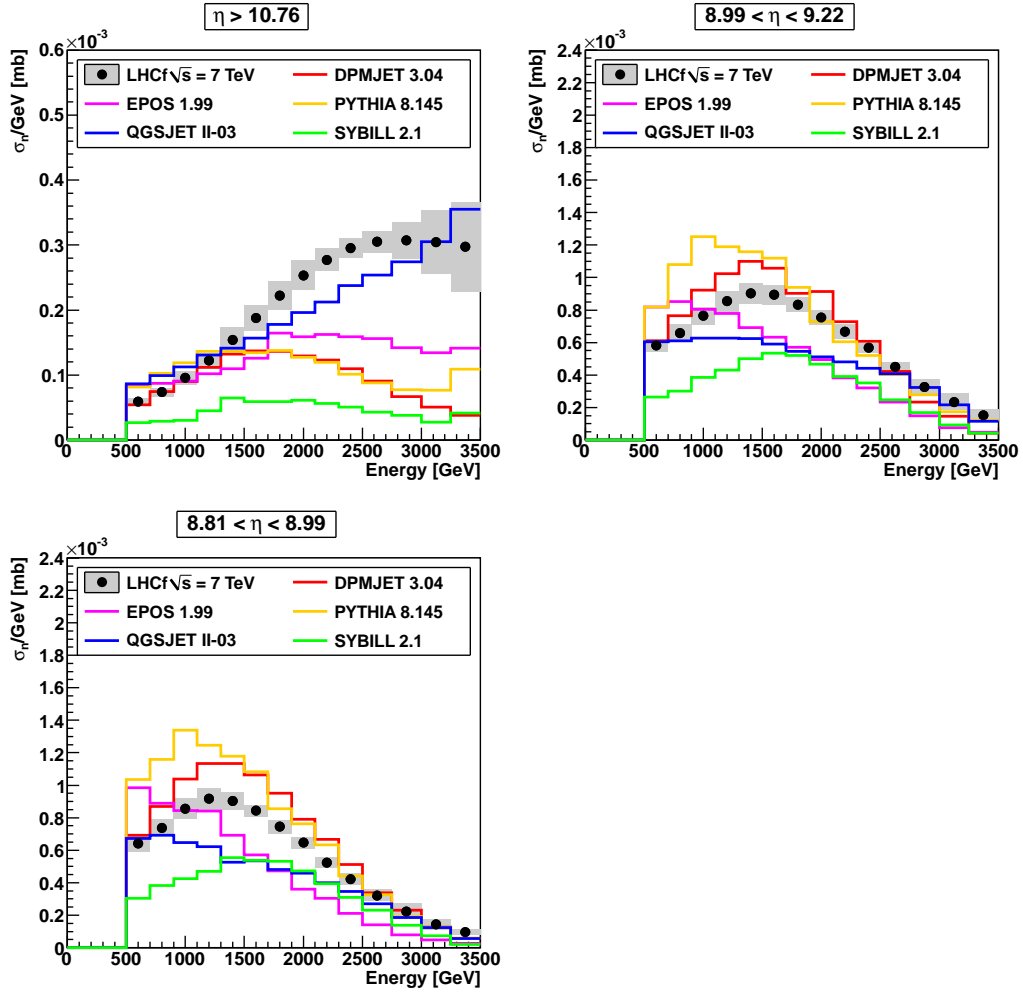 η > 10.76
×10⁻³
σₙ/GeV [mb]
LHCf √s = 7 TeV
DPMJET 3.04
EPOS 1.99
PYTHIA 8.145
QGSJET II-03
SYBILL 2.1
0.6
0.5
0.4
0.3
0.2
0.1
0
0 500 1000 1500 2000 2500 3000 3500
Energy [GeV]
8.99 < η < 9.22
×10⁻³
σₙ/GeV [mb]
LHCf √s = 7 TeV
DPMJET 3.04
EPOS 1.99
PYTHIA 8.145
QGSJET II-03
SYBILL 2.1
2.4
2.2
2
1.8
1.6
1.4
1.2
1
0.8
0.6
0.4
0.2
0
0 500 1000 1500 2000 2500 3000 3500
Energy [GeV]
8.81 < η < 8.99
×10⁻³
σₙ/GeV [mb]
LHCf √s = 7 TeV
DPMJET 3.04
EPOS 1.99
PYTHIA 8.145
QGSJET II-03
SYBILL 2.1
2.4
2.2
2
1.8
1.6
1.4
1.2
1
0.8
0.6
0.4
0.2
0
0 500 1000 1500 2000 2500 3000 3500
Energy [GeV]